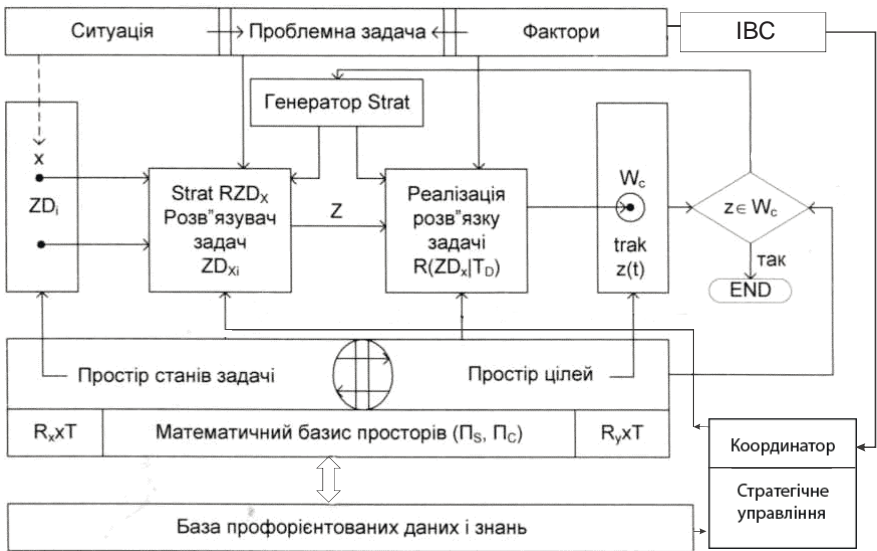 Ситуація
Проблемна задача
Фактори
ІВС
Генератор Strat
x
ZDi
Strat RZDX
Розв"язувач
задач
ZDXi
Z
Реалізація
розв"язку
задачі
R(ZDx|TD)
Wc
trak
z(t)
z∈ Wc
так
END
Простір станів задачі
Простір цілей
RxxT
Математичний базис просторів (ПS, ПC)
RyxT
Координатор
Стратегічне
управління
База профорієнтованих даних і знань